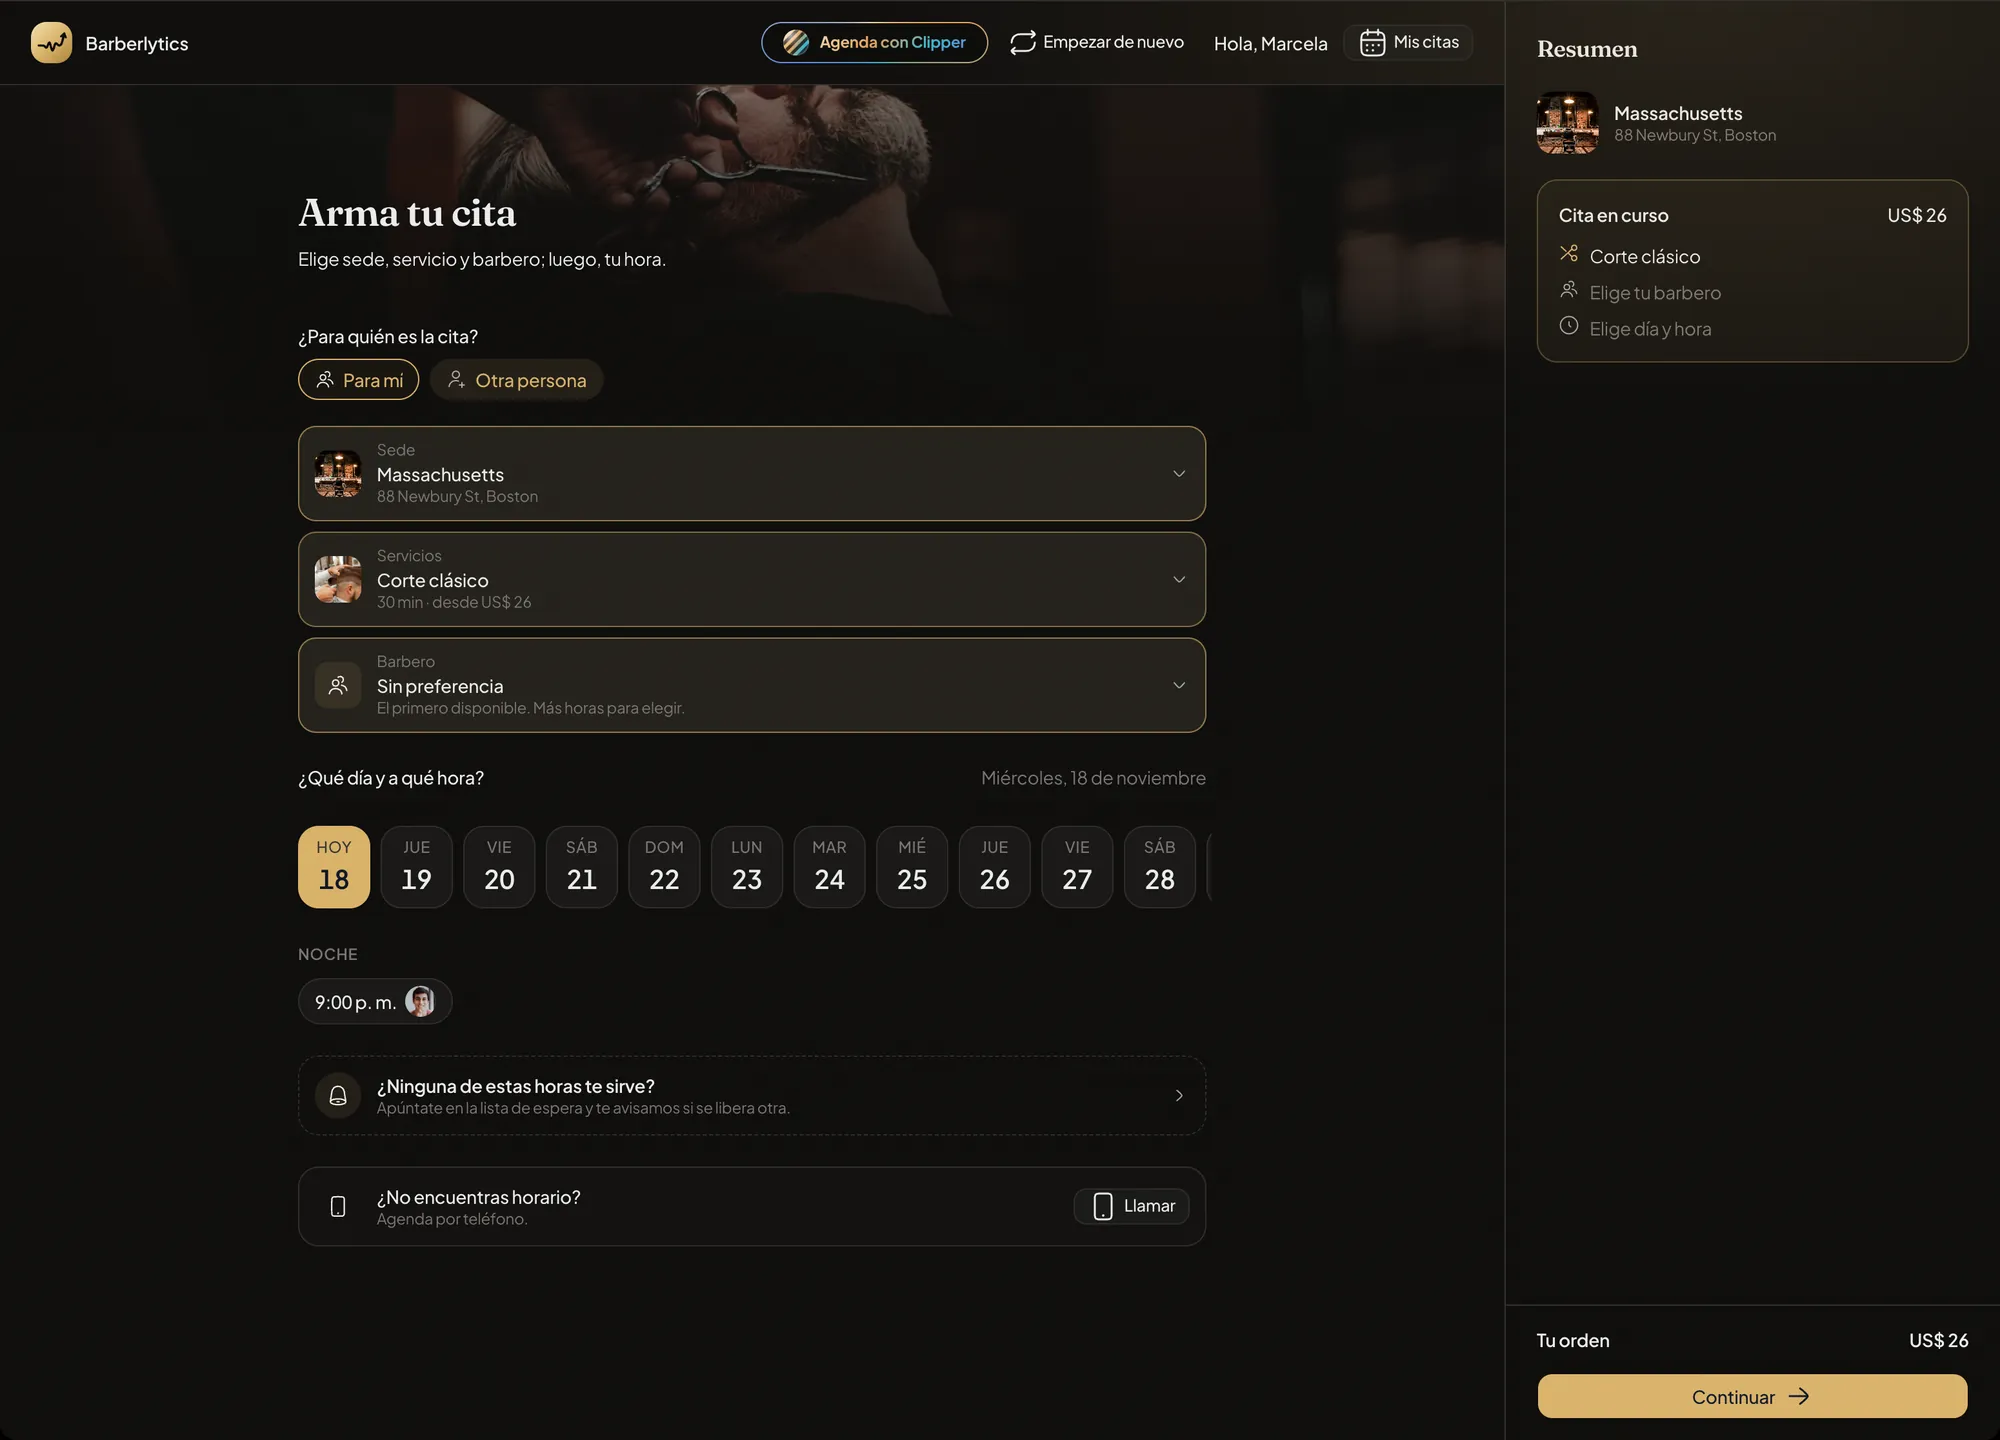 Barberlytics
Agenda con Clipper
Empezar de nuevo
Hola, Marcela
Mis citas
Arma tu cita
Elige sede, servicio y barbero; luego, tu hora.
¿Para quién es la cita?
Para mí
Otra persona
Sede
Massachusetts
88 Newbury St, Boston
Servicios
Corte clásico
30 min · desde US$ 26
Barbero
Sin preferencia
El primero disponible. Más horas para elegir.
¿Qué día y a qué hora?
Miércoles, 18 de noviembre
HOY
18
JUE
19
VIE
20
SÁB
21
DOM
22
LUN
23
MAR
24
MIÉ
25
JUE
26
VIE
27
SÁB
28
NOCHE
9:00 p. m.
¿Ninguna de estas horas te sirve?
Apúntate en la lista de espera y te avisamos si se libera otra.
¿No encuentras horario?
Agenda por teléfono.
Llamar
Resumen
Massachusetts
88 Newbury St, Boston
Cita en curso
US$ 26
Corte clásico
Elige tu barbero
Elige día y hora
Tu orden
US$ 26
Continuar